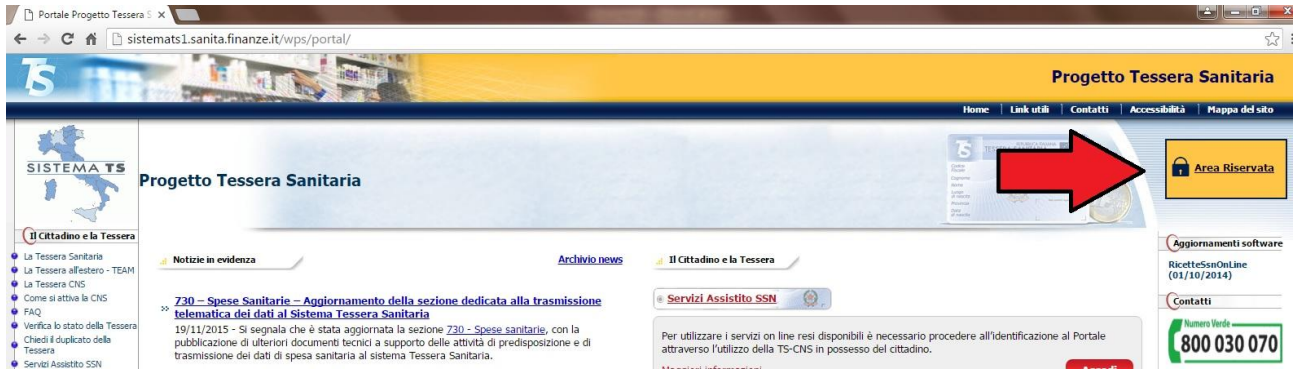 Portale Progetto Tessera S
sistemats1.sanita.finanze.it/wps/portal/
TS
Progetto Tessera Sanitaria
Home | Link utili | Contatti | Accessibilità | Mappa del sito
SISTEMA TS
Progetto Tessera Sanitaria
TS
Area Riservata
Il Cittadino e la Tessera
La Tessera Sanitaria
La Tessera all'estero - TEAM
La Tessera CNS
Come si attiva la CNS
FAQ
Verifica lo stato della Tessera
Chiedi il duplicato della
Tessera
Servizi Assistito SSN
Notizie in evidenza
Archivio news
730 – Spese Sanitarie – Aggiornamento della sezione dedicata alla trasmissione
telematica dei dati al Sistema Tessera Sanitaria
19/11/2015 - Si segnala che è stata aggiornata la sezione 730 - Spese sanitarie, con la
pubblicazione di ulteriori documenti tecnici a supporto delle attività di predisposizione e di
trasmissione dei dati di spesa sanitaria al sistema Tessera Sanitaria.
Il Cittadino e la Tessera
Servizi Assistito SSN
Per utilizzare i servizi on line resi disponibili è necessario procedere all'identificazione al Portale
attraverso l'utilizzo della TS-CNS in possesso del cittadino.
Maggiori informazioni
Accedi
Aggiornamenti software
RicetteSsnOnLine
(01/10/2014)
Contatti
Numero Verde
800 030 070